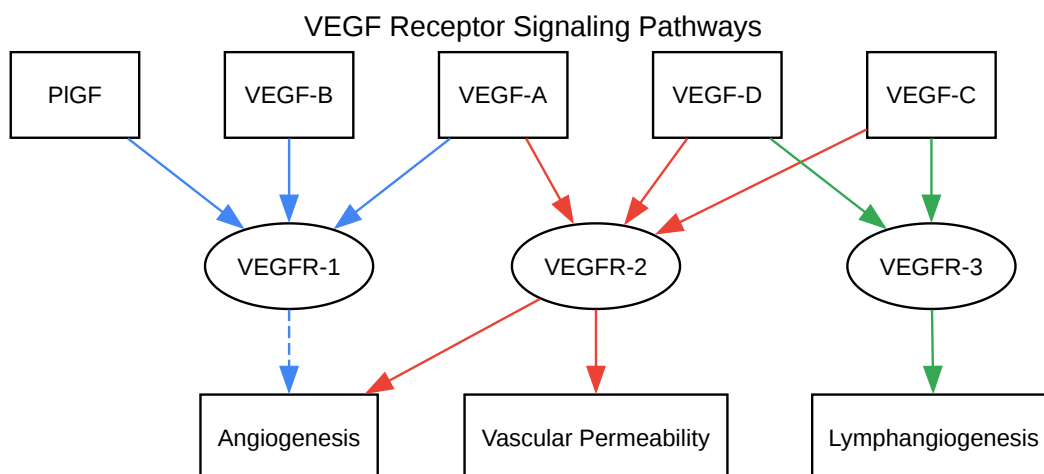 VEGF Receptor Signaling Pathways
PlGF
VEGF-B
VEGF-A
VEGF-D
VEGF-C
VEGFR-1
VEGFR-2
VEGFR-3
Angiogenesis
Vascular Permeability
Lymphangiogenesis